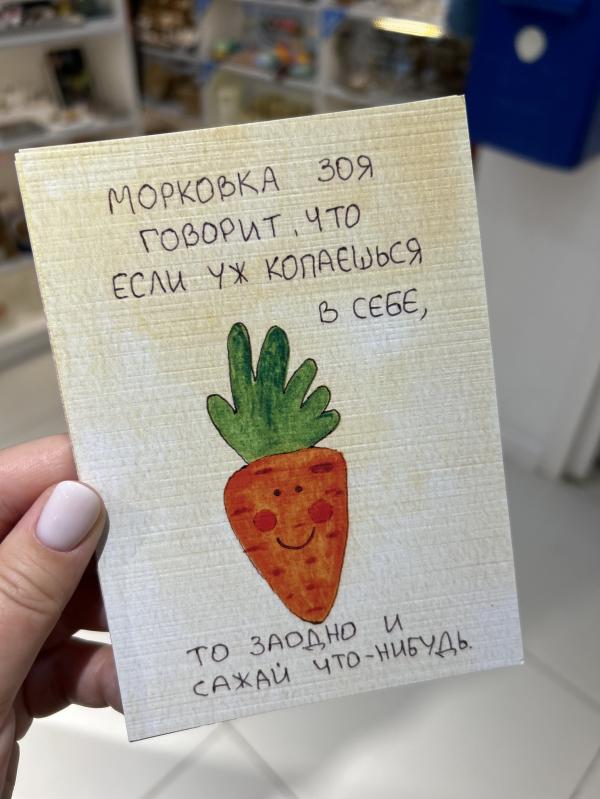 МОРКОВКА ЗОЯ
ГОВОРИТ, ЧТО
ЕСЛИ УЖ КОПАЕШЬСЯ
В СЕБЕ,
ТО ЗАОДНО И
САЖАЙ ЧТО-НИБУДЬ.